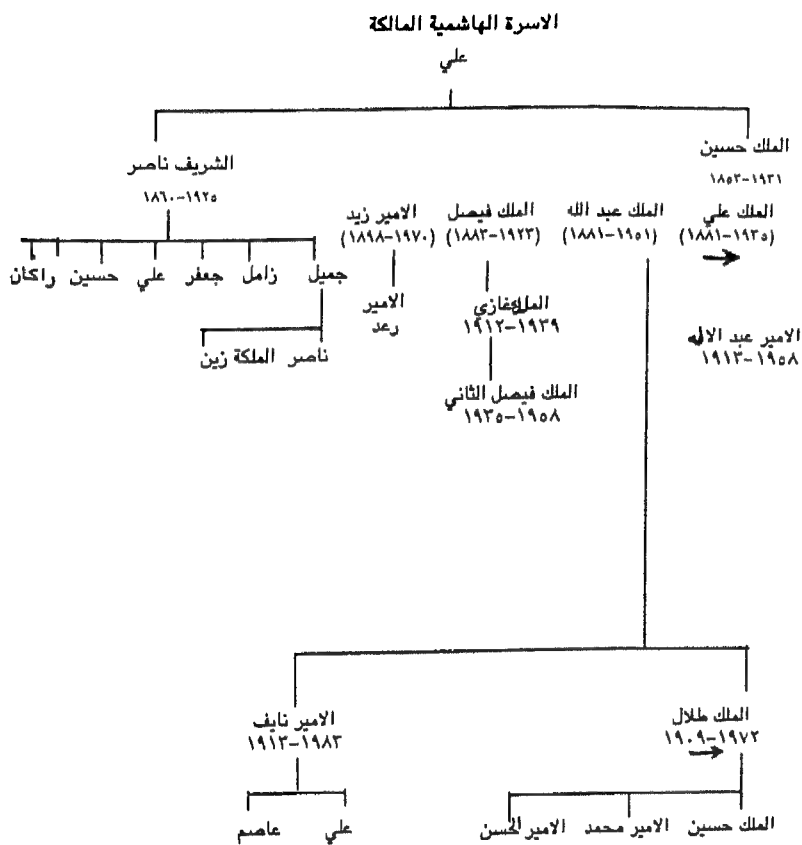 الاسرة الهاشمية المالكة
علي
الملك حسين
١٨٥٣-١٩٣١
الشريف ناصر
١٨٦٠-١٩٢٥
الملك علي
(١٨٨١-١٩٣٥)
الملك عبد الله
(١٨٨١-١٩٥١)
الملك فيصل
(١٨٨٣-١٩٢٣)
الامير زيد
(١٨٩٨-١٩٧٠)
جميل
زامل
جعفر
علي
حسين
راكان
الامير عبد الاله
١٩١٣-١٩٥٨
الملك غازي
١٩١٢-١٩٣٩
الامير
رعد
ناصر الملكة زين
الملك فيصل الثاني
١٩٣٥-١٩٥٨
الملك طلال
١٩٠٩-١٩٧٢
الامير نايف
١٩١٣-١٩٨٣
الملك حسين
الامير محمد
الامير الحسن
علي
عاصم